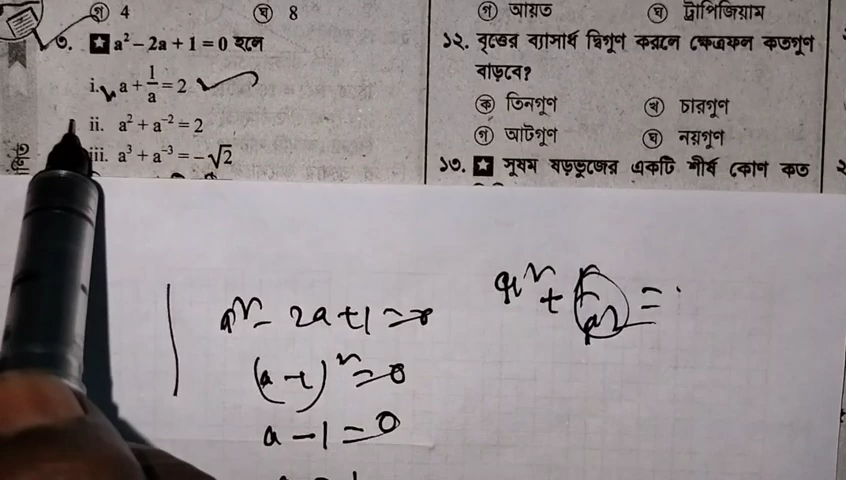 গ 4 ঘ 8
৩. a² − 2a + 1 = 0 হলে
i. a + 1/a = 2
ii. a² + a⁻² = 2
iii. a³ + a⁻³ = −√2
গ আয়ত ঘ ট্রাপিজিয়াম
১২. বৃত্তের ব্যাসার্ধ দ্বিগুণ করলে ক্ষেত্রফল কতগুণ
বাড়বে?
ক তিনগুণ খ চারগুণ
গ আটগুণ ঘ নয়গুণ
১৩. সুষম ষড়ভুজের একটি শীর্ষ কোণ কত
a² − 2a + 1 = 0
(a − 1)² = 0
a − 1 = 0